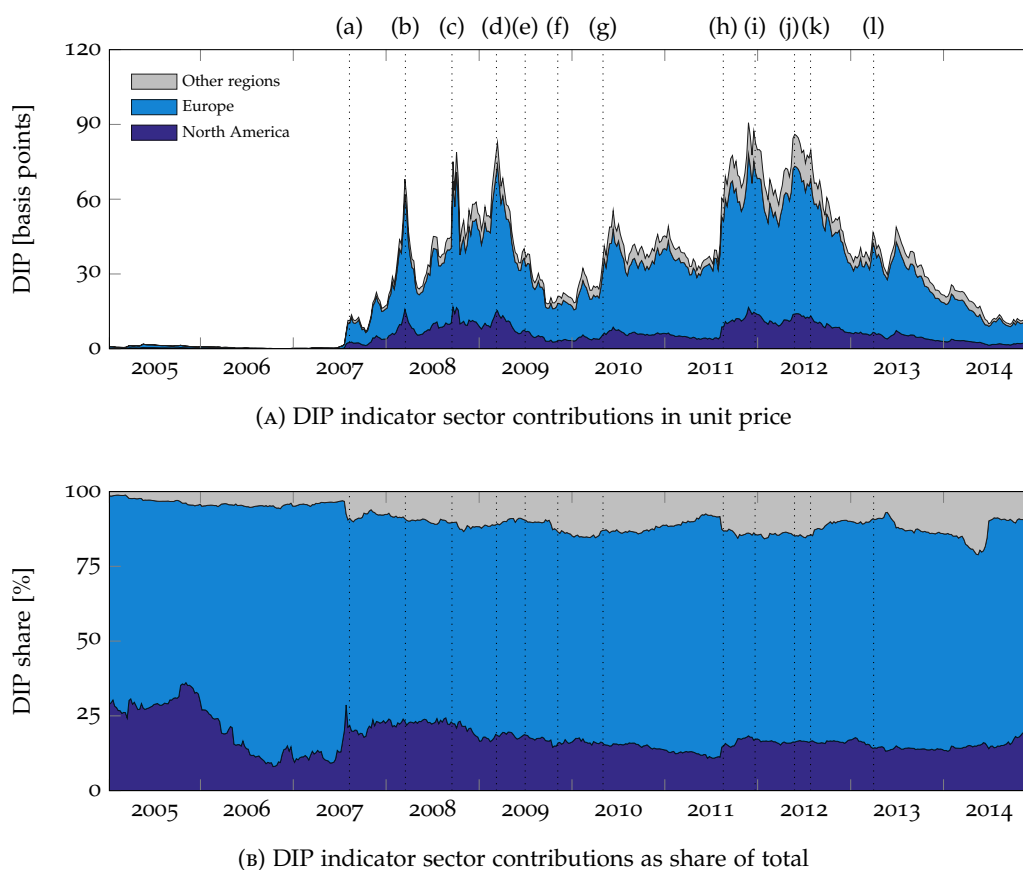 (a) (b) (c) (d) (e) (f) (g) (h) (i) (j) (k) (l)
120
90
60
30
0
DIP [basis points]
Other regions
Europe
North America
2005 2006 2007 2008 2009 2010 2011 2012 2013 2014
(A) DIP indicator sector contributions in unit price
100
75
50
25
0
DIP share [%]
2005 2006 2007 2008 2009 2010 2011 2012 2013 2014
(B) DIP indicator sector contributions as share of total